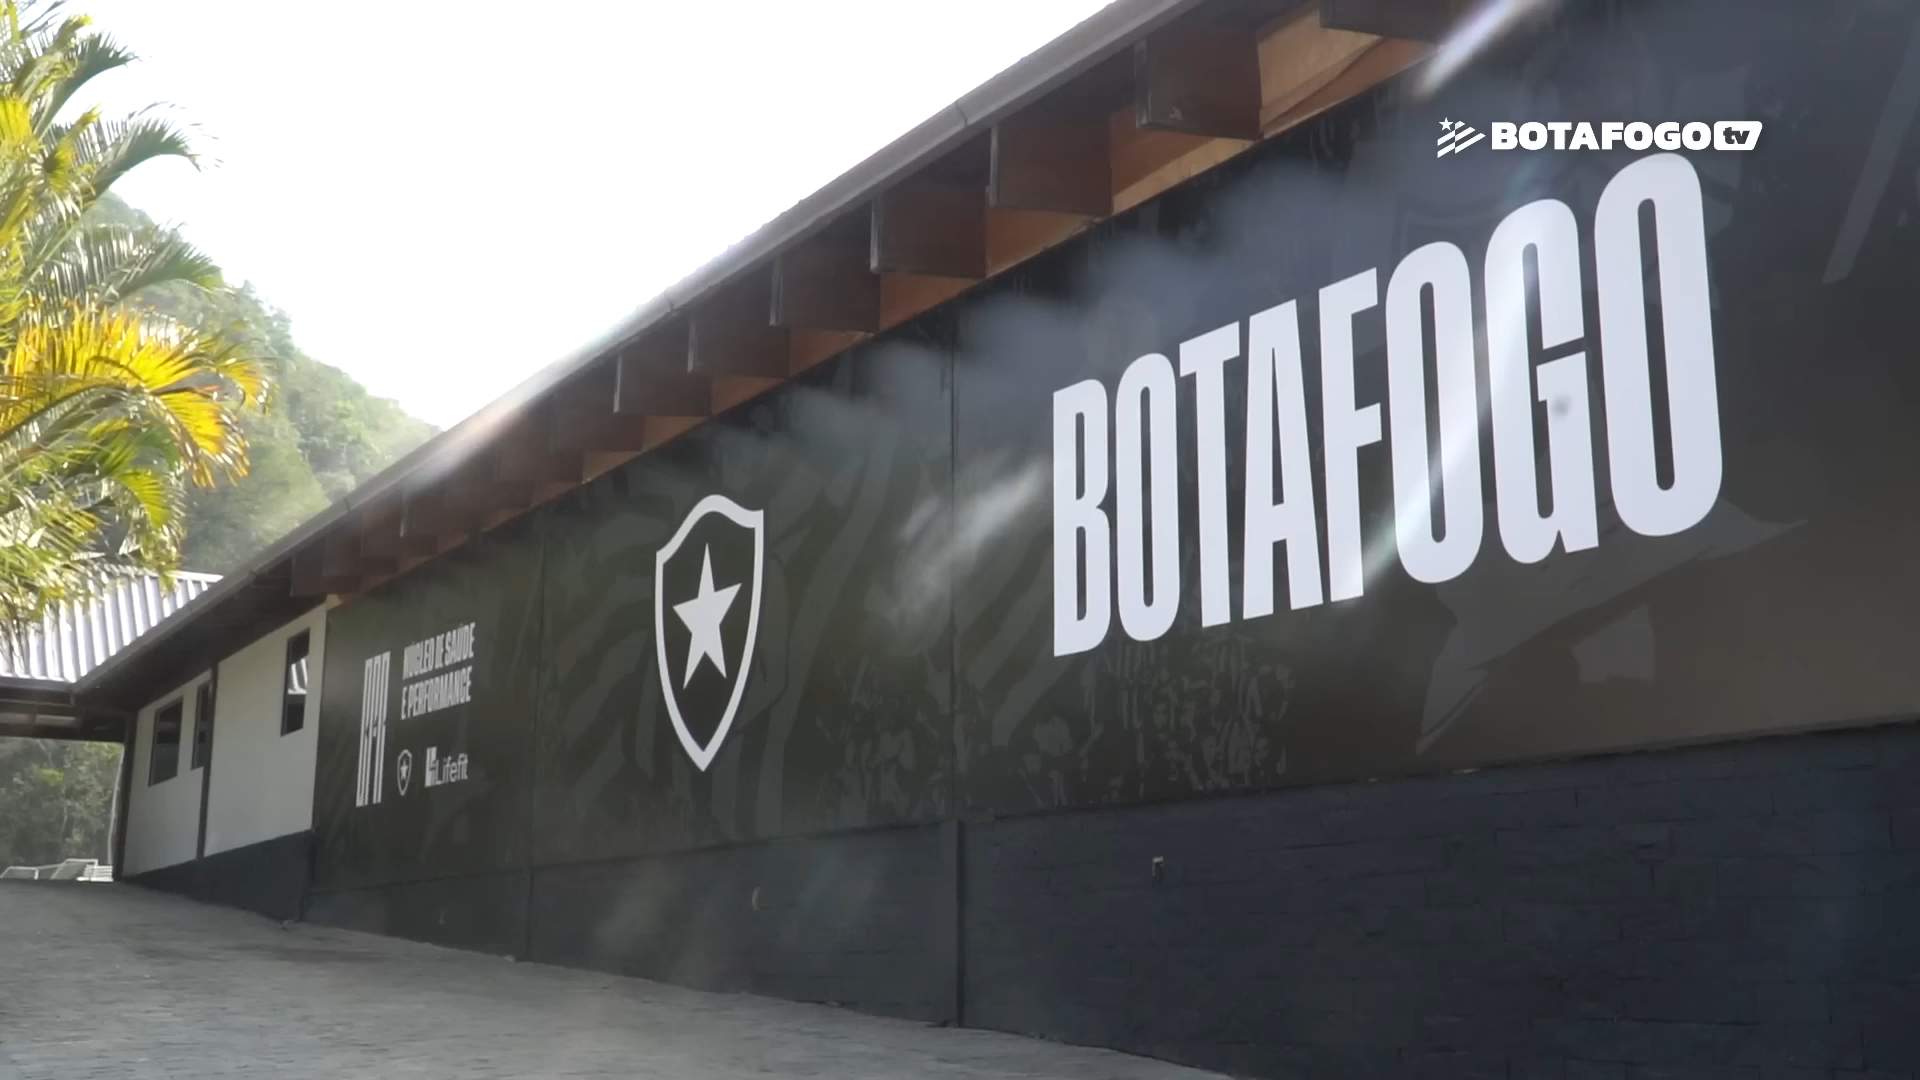 BOTAFOGO tv
BOTAFOGO
NÚCLEO DE SAÚDE
E PERFORMANCE
Lifefit